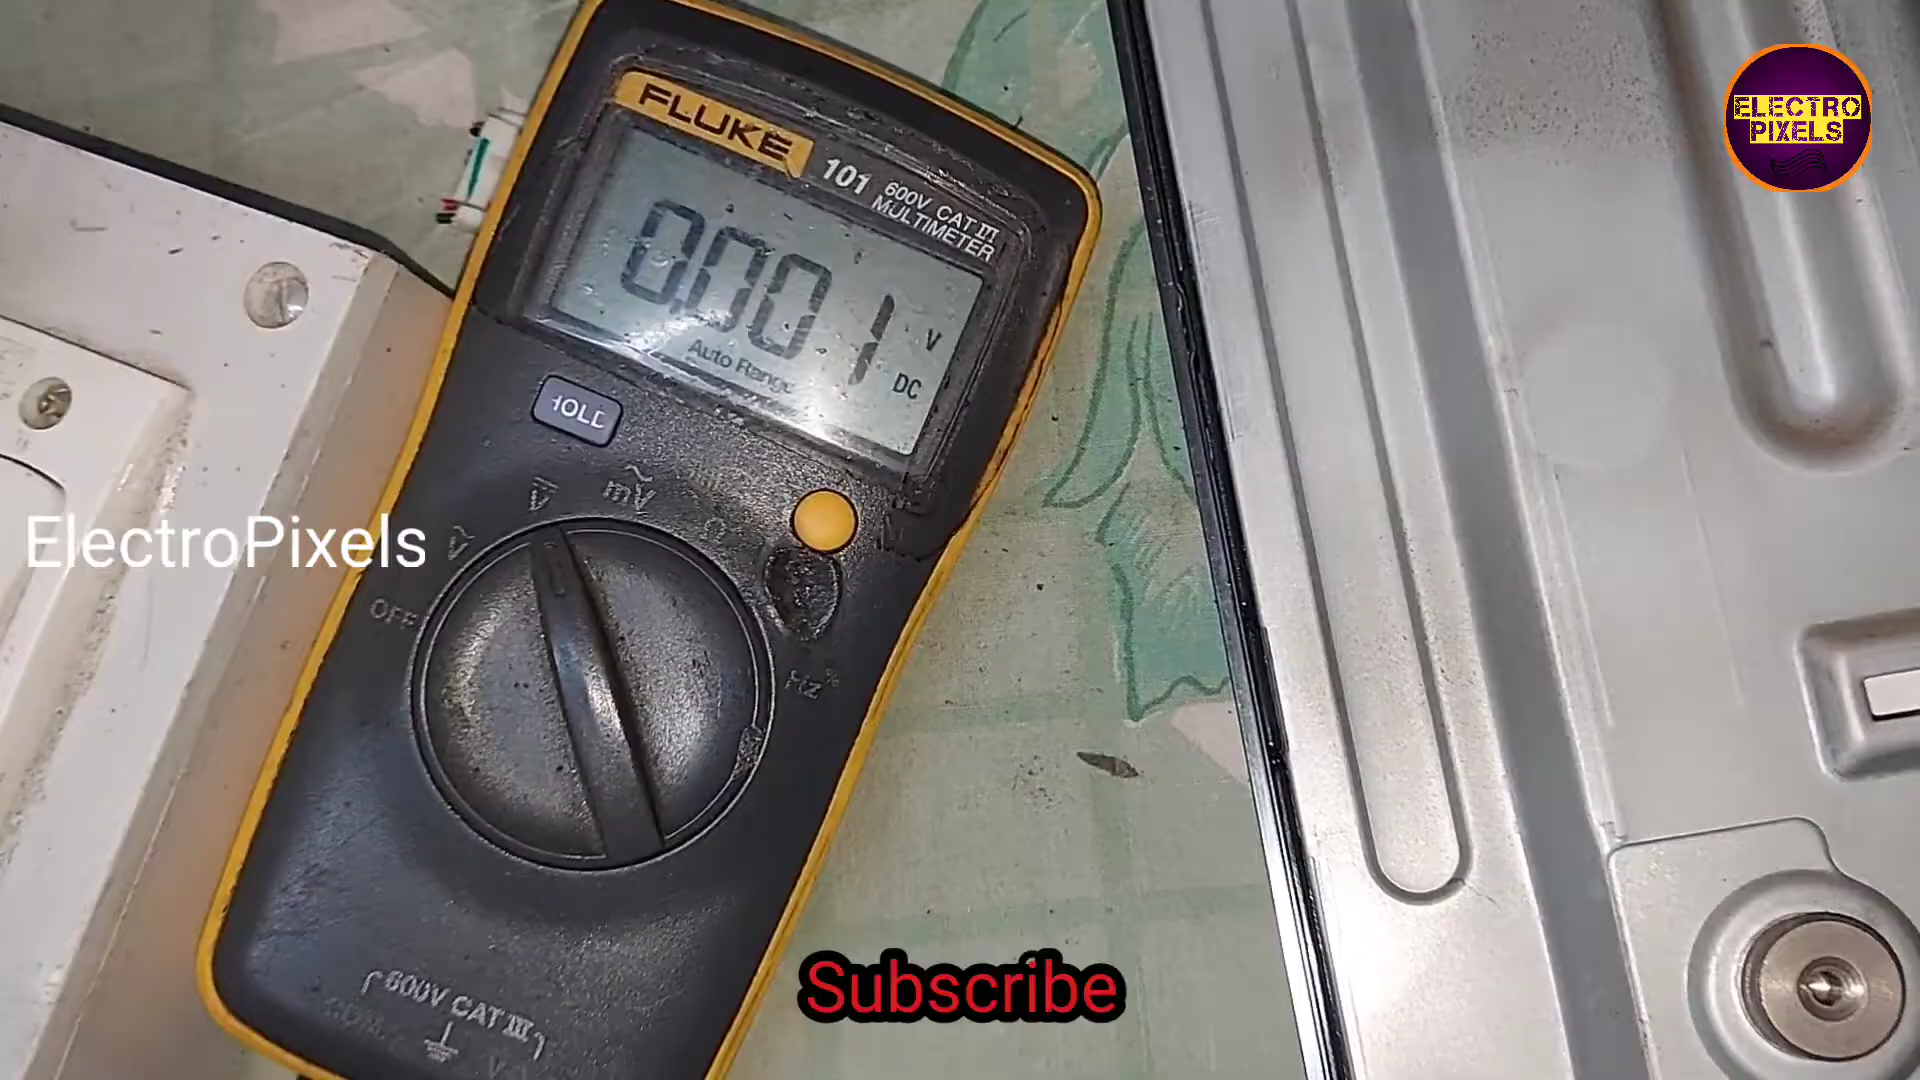 FLUKE
101 600V CAT III
MULTIMETER
0.001 V
Auto Range DC
HOLD
V mV
V
OFF
Hz %
600V CAT III
ELECTRO
PIXELS
ElectroPixels
Subscribe